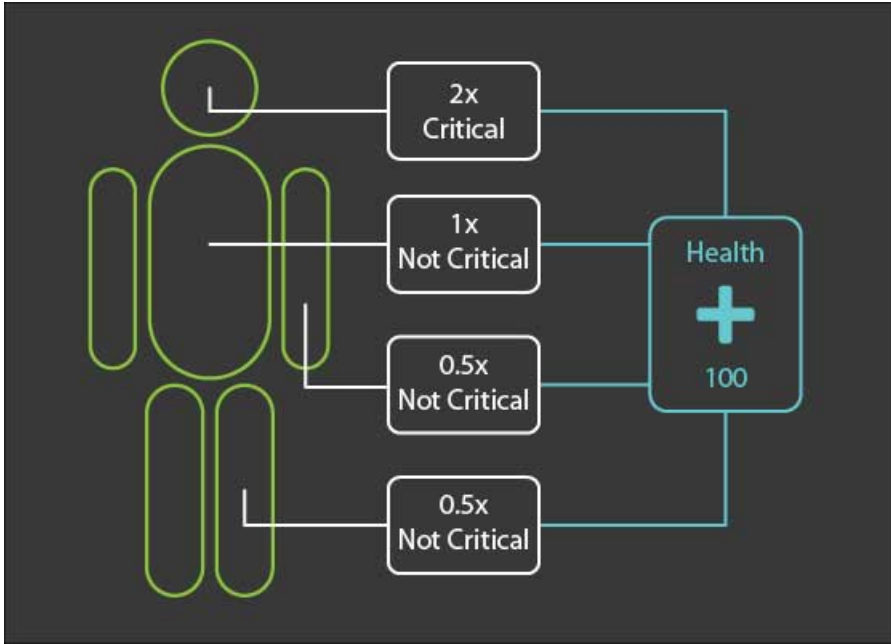 2x
Critical
1x
Not Critical
0.5x
Not Critical
0.5x
Not Critical
Health
100